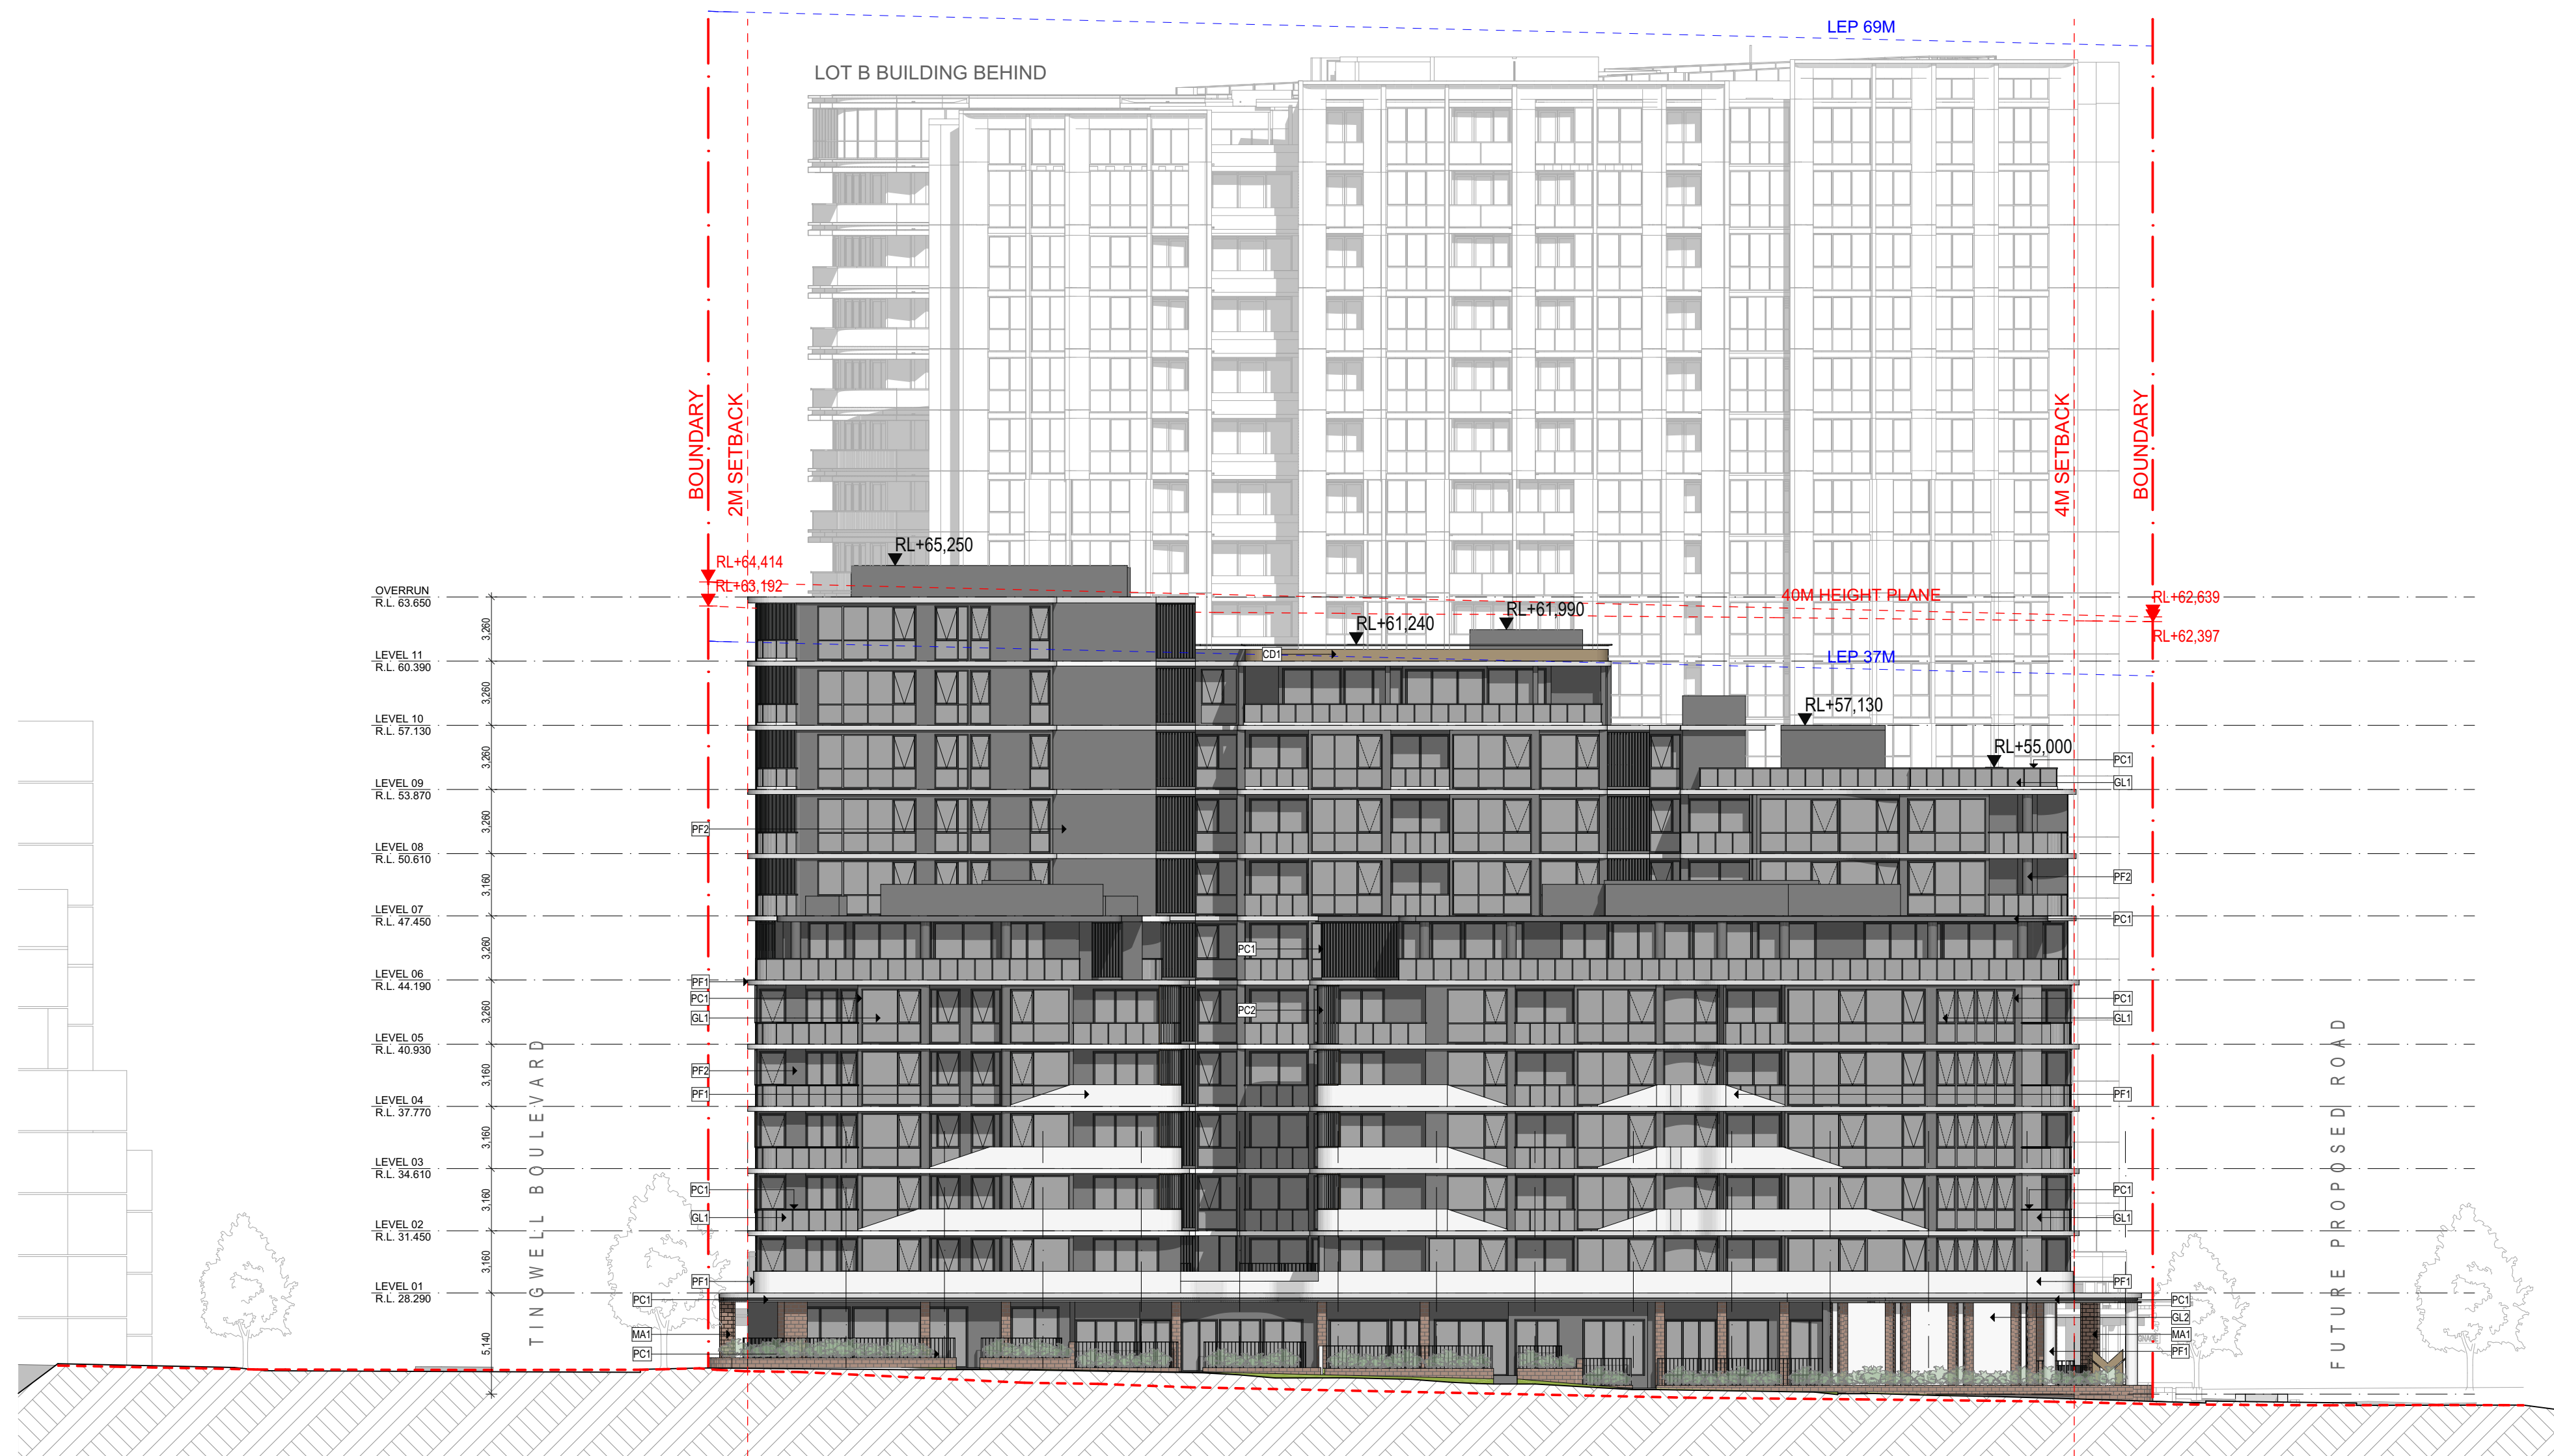 LEP 69M
LOT B BUILDING BEHIND
BOUNDARY
2M SETBACK
4M SETBACK
BOUNDARY
RL+65,250
RL+64,414
RL+63,192
40M HEIGHT PLANE
RL+62,639
RL+62,397
RL+61,990
RL+61,240
CD1
LEP 37M
RL+57,130
RL+55,000
OVERRUN
R.L. 63.650
3,260
LEVEL 11
R.L. 60.390
3,260
LEVEL 10
R.L. 57.130
3,260
LEVEL 09
R.L. 53.870
3,260
LEVEL 08
R.L. 50.610
3,160
LEVEL 07
R.L. 47.450
3,260
LEVEL 06
R.L. 44.190
3,260
LEVEL 05
R.L. 40.930
3,160
LEVEL 04
R.L. 37.770
3,160
LEVEL 03
R.L. 34.610
3,160
LEVEL 02
R.L. 31.450
3,160
LEVEL 01
R.L. 28.290
5,140
TINGWELL BOULEVARD
PF2
PF1
PC1
GL1
PF2
PF1
PC1
GL1
PF1
PC1
MA1
PC1
PC1
PC2
PC1
GL1
PF2
PC1
PC1
GL1
PF1
PC1
GL1
PF1
PC1
GL2
MA1
PF1
FUTURE PROPOSED ROAD